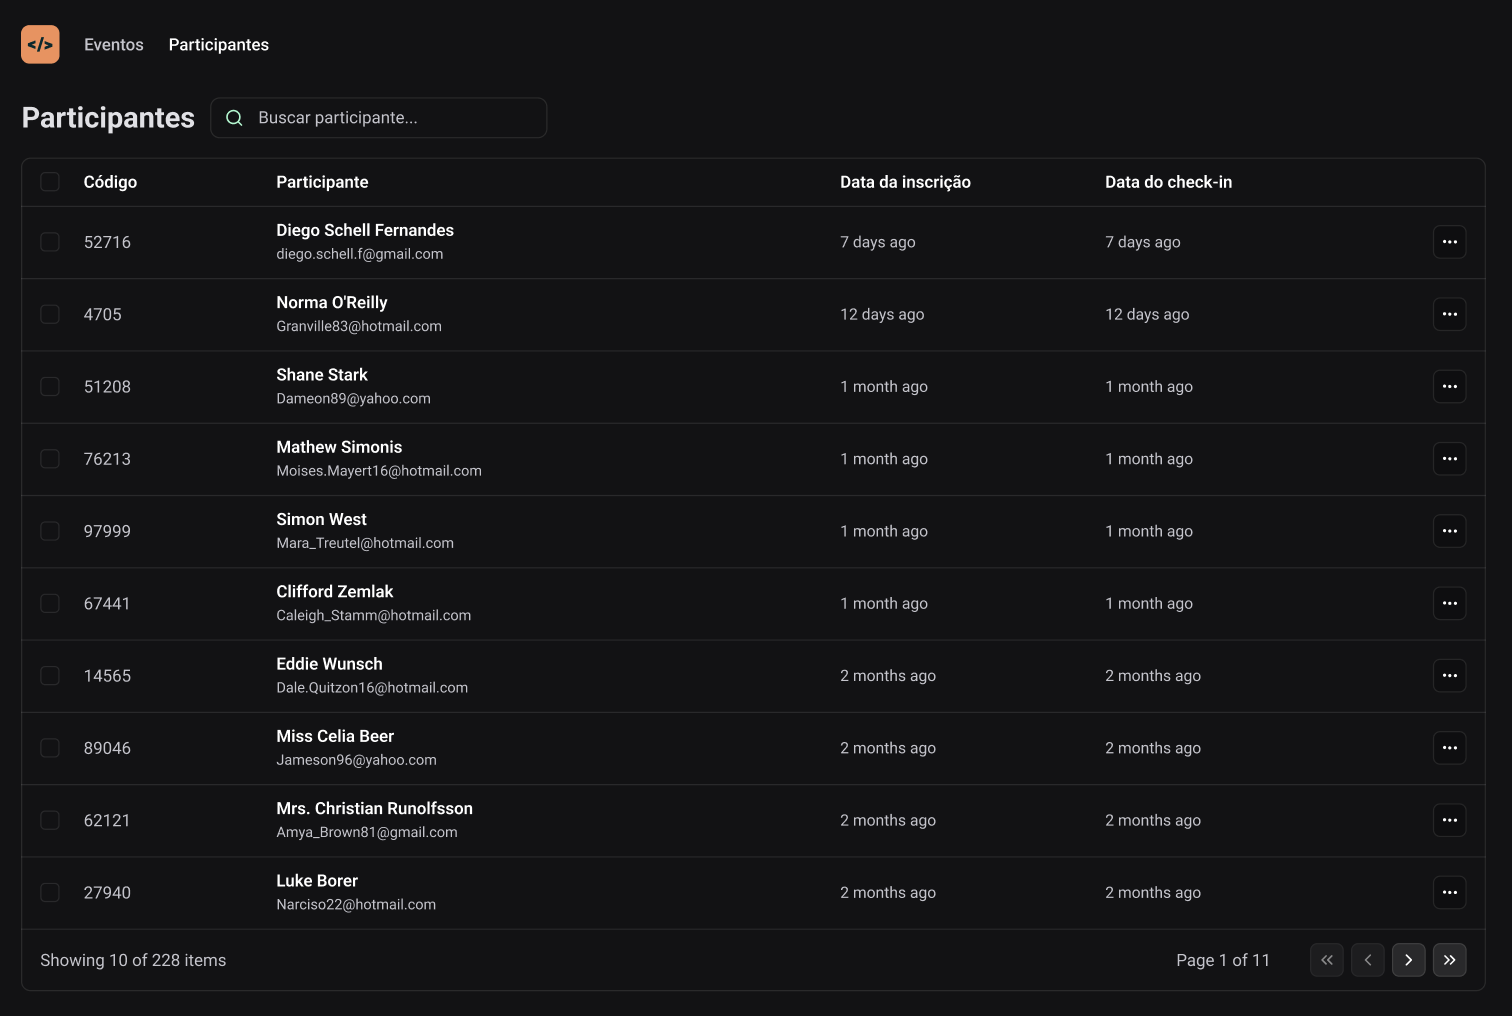 </>
Eventos Participantes
Participantes Buscar participante...
Código Participante Data da inscrição Data do check-in
52716 Diego Schell Fernandes 7 days ago 7 days ago
diego.schell.f@gmail.com
4705 Norma O'Reilly 12 days ago 12 days ago
Granville83@hotmail.com
51208 Shane Stark 1 month ago 1 month ago
Dameon89@yahoo.com
76213 Mathew Simonis 1 month ago 1 month ago
Moises.Mayert16@hotmail.com
97999 Simon West 1 month ago 1 month ago
Mara_Treutel@hotmail.com
67441 Clifford Zemlak 1 month ago 1 month ago
Caleigh_Stamm@hotmail.com
14565 Eddie Wunsch 2 months ago 2 months ago
Dale.Quitzon16@hotmail.com
89046 Miss Celia Beer 2 months ago 2 months ago
Jameson96@yahoo.com
62121 Mrs. Christian Runolfsson 2 months ago 2 months ago
Amya_Brown81@gmail.com
27940 Luke Borer 2 months ago 2 months ago
Narciso22@hotmail.com
Showing 10 of 228 items Page 1 of 11